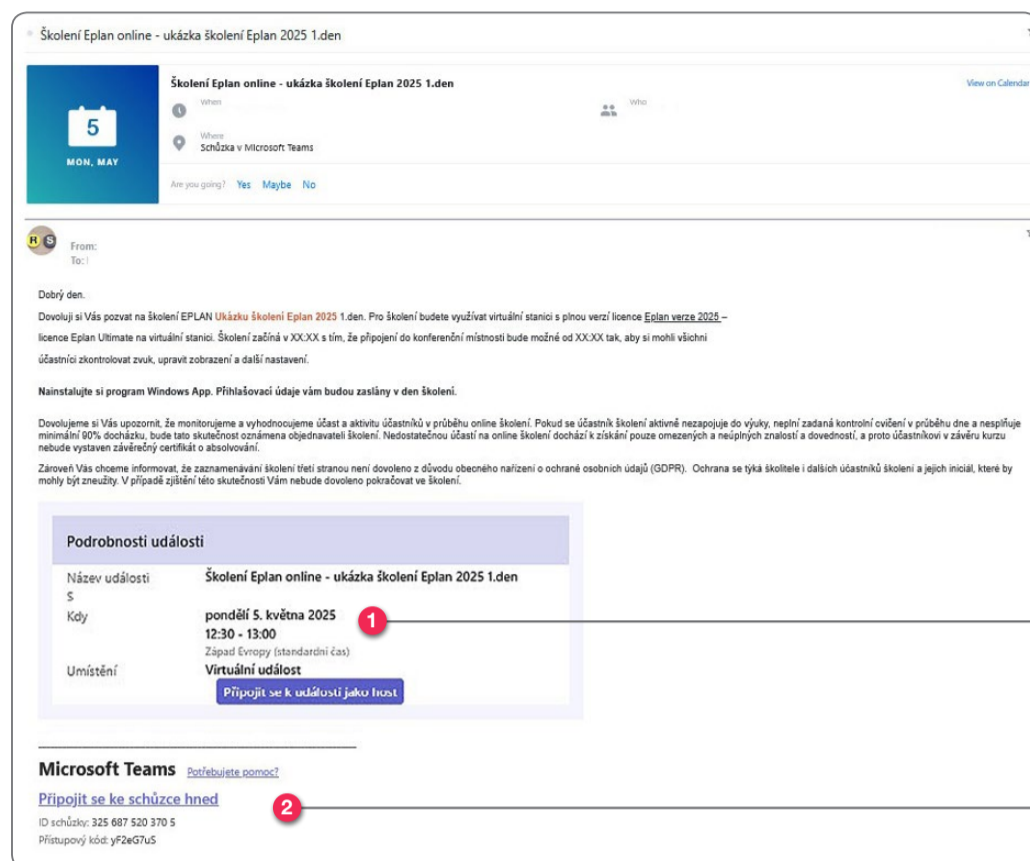 Školení Eplan online - ukázka školení Eplan 2025 1.den
Školení Eplan online - ukázka školení Eplan 2025 1.den
View on Calendar
When
Who
5
MON, MAY
Where
Schůzka v Microsoft Teams
Are you going? Yes Maybe No
R S
From:
To:
Dobrý den.
Dovoluji si Vás pozvat na školení EPLAN Ukázku školení Eplan 2025 1.den. Pro školení budete využívat virtuální stanici s plnou verzí licence Eplan verze 2025 –
licence Eplan Ultimate na virtuální stanici. Školení začíná v XX:XX s tím, že připojení do konferenční místnosti bude možné od XX:XX tak, aby si mohli všichni
účastníci zkontrolovat zvuk, upravit zobrazení a další nastavení.
Nainstalujte si program Windows App. Přihlašovací údaje vám budou zaslány v den školení.
Dovolujeme si Vás upozornit, že monitorujeme a vyhodnocujeme účast a aktivitu účastníků v průběhu online školení. Pokud se účastník školení aktivně nezapojuje do výuky, neplní zadaná kontrolní cvičení v průběhu dne a nesplňuje
minimální 90% docházku, bude tato skutečnost oznámena objednavateli školení. Nedostatečnou účastí na online školení dochází k získání pouze omezených a neúplných znalostí a dovedností, a proto účastníkovi v závěru kurzu
nebude vystaven závěrečný certifikát o absolvování.
Zároveň Vás chceme informovat, že zaznamenávání školení třetí stranou není dovoleno z důvodu obecného nařízení o ochraně osobních údajů (GDPR). Ochrana se týká školitele i dalších účastníků školení a jejich iniciál, které by
mohly být zneužity. V případě zjištění této skutečnosti Vám nebude dovoleno pokračovat ve školení.
Podrobnosti události
Název události Školení Eplan online - ukázka školení Eplan 2025 1.den
S
Kdy pondělí 5. května 2025
1
12:30 - 13:00
Západ Evropy (standardní čas)
Umístění Virtuální událost
Připojit se k události jako host
Microsoft Teams Potřebujete pomoc?
Připojit se ke schůzce hned
2
ID schůzky: 325 687 520 370 5
Přístupový kód: yF2eG7uS